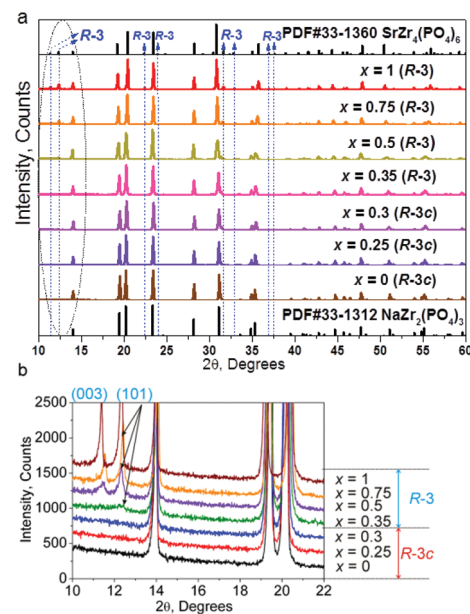 a
R-3 R-3 R-3 R-3 R-3
PDF#33-1360 SrZr4(PO4)6
x = 1 (R-3)
x = 0.75 (R-3)
x = 0.5 (R-3)
x = 0.35 (R-3)
x = 0.3 (R-3c)
x = 0.25 (R-3c)
x = 0 (R-3c)
PDF#33-1312 NaZr2(PO4)3
Intensity, Counts
10 15 20 25 30 35 40 45 50 55 60
2θ, Degrees 2θ, Degrees
b
(003) (101)
2500
2000
1500
1000
500
0
Intensity, Counts
x = 1
x = 0.75
x = 0.5
x = 0.35
x = 0.3
x = 0.25
x = 0
R-3
R-3c
10 12 14 16 18 20 22
2θ, Degrees